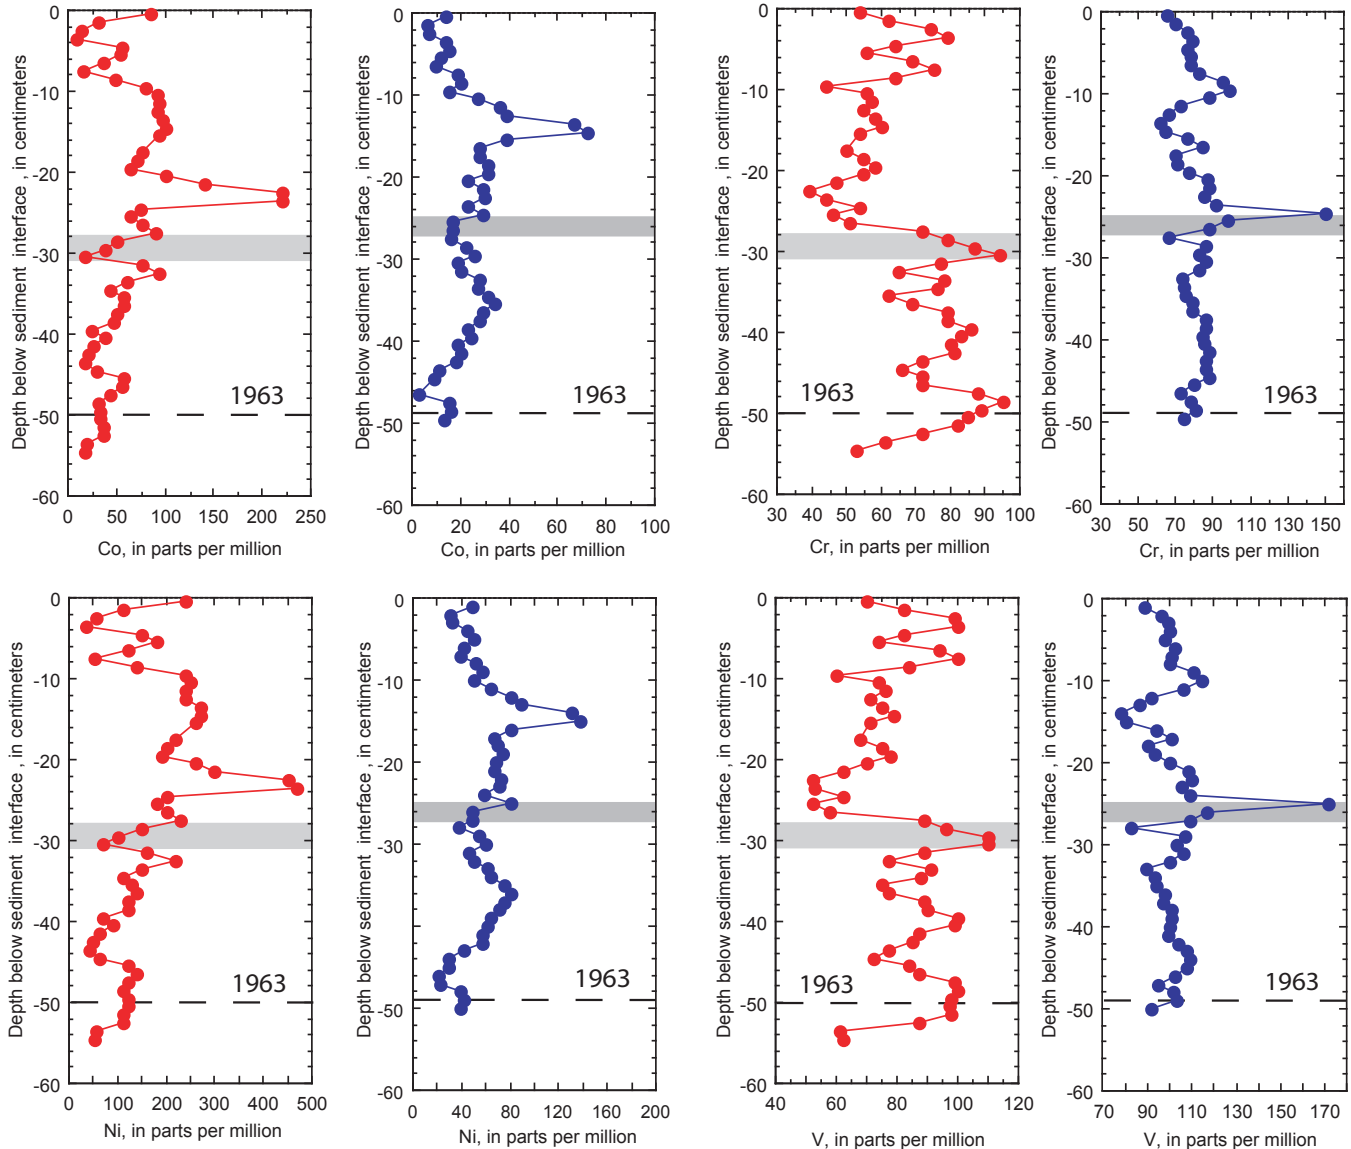 Depth below sediment interface , in centimeters
0
-10
-20
-30
-40
-50
-60
1963
0 50 100 150 200 250
Co, in parts per million
Depth below sediment interface , in centimeters
0
-10
-20
-30
-40
-50
-60
1963
0 20 40 60 80 100
Co, in parts per million
Depth below sediment interface , in centimeters
0
-10
-20
-30
-40
-50
-60
1963
30 40 50 60 70 80 90 100
Cr, in parts per million
Depth below sediment interface , in centimeters
0
-10
-20
-30
-40
-50
-60
1963
30 50 70 90 110 130 150
Cr, in parts per million
Depth below sediment interface , in centimeters
0
-10
-20
-30
-40
-50
-60
1963
0 100 200 300 400 500
Ni, in parts per million
Depth below sediment interface , in centimeters
0
-10
-20
-30
-40
-50
-60
1963
0 40 80 120 160 200
Ni, in parts per million
Depth below sediment interface , in centimeters
0
-10
-20
-30
-40
-50
-60
1963
40 60 80 100 120
V, in parts per million
Depth below sediment interface , in centimeters
0
-10
-20
-30
-40
-50
-60
1963
70 90 110 130 150 170
V, in parts per million